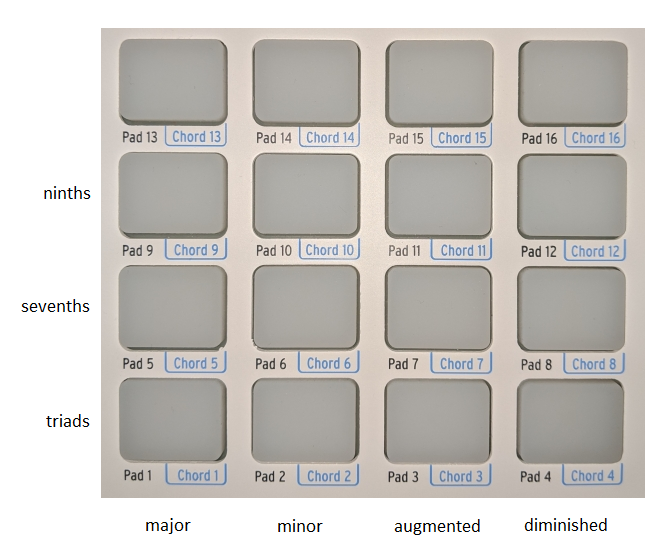 Pad 13 Chord 13 Pad 14 Chord 14 Pad 15 Chord 15 Pad 16 Chord 16
ninths
Pad 9 Chord 9 Pad 10 Chord 10 Pad 11 Chord 11 Pad 12 Chord 12
sevenths
Pad 5 Chord 5 Pad 6 Chord 6 Pad 7 Chord 7 Pad 8 Chord 8
triads
Pad 1 Chord 1 Pad 2 Chord 2 Pad 3 Chord 3 Pad 4 Chord 4
major minor augmented diminished